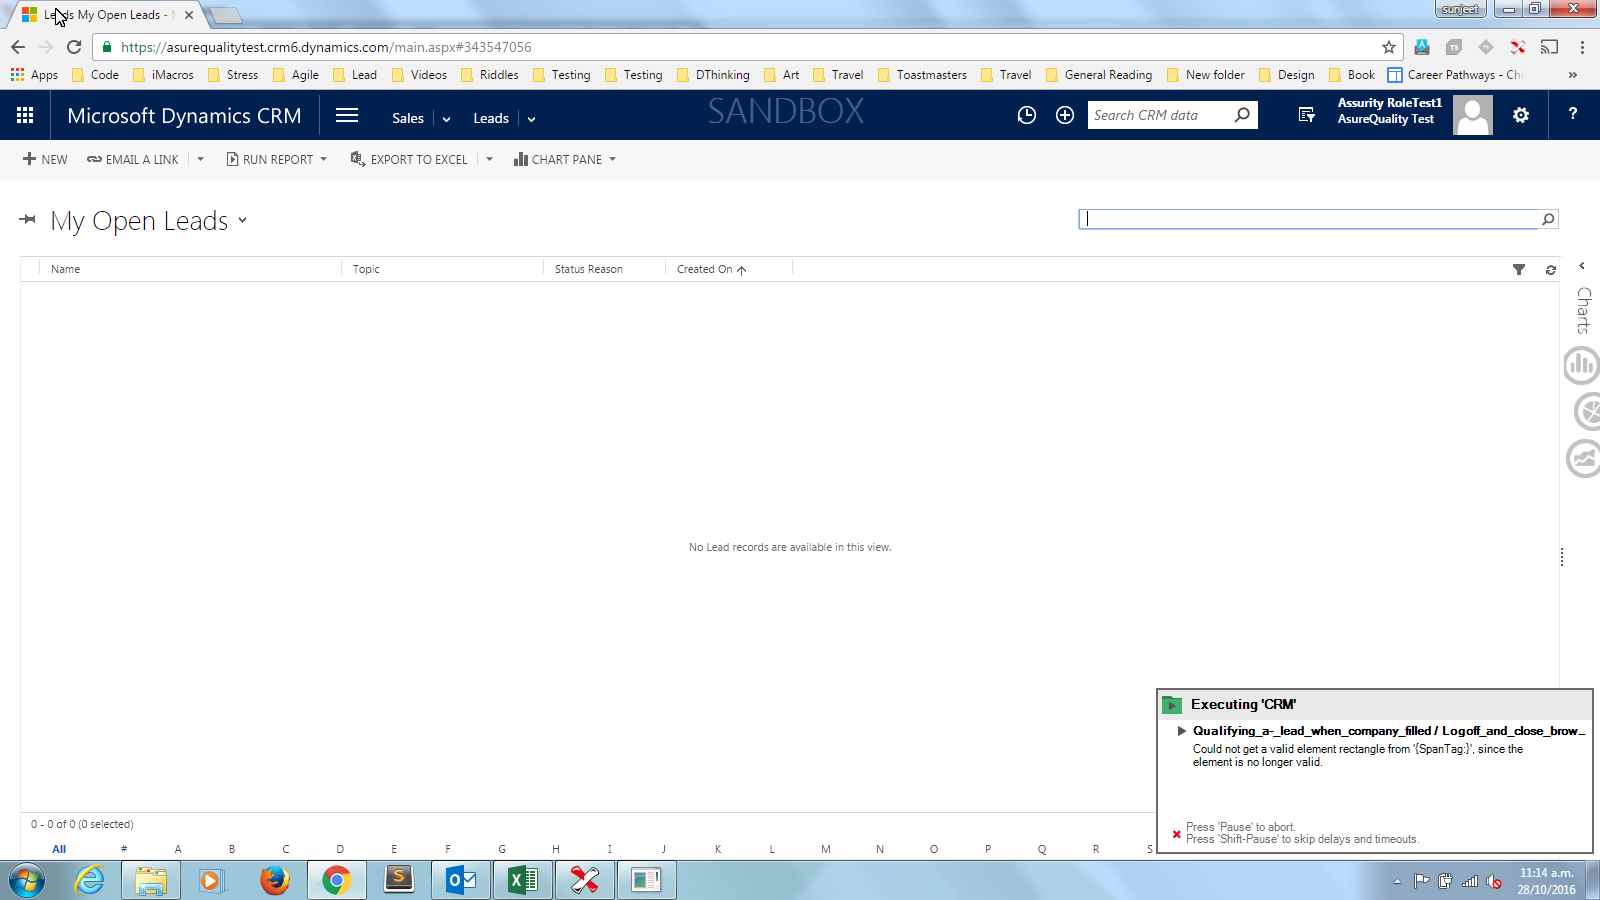 Leads My Open Leads -
sunjeet
https://asurequalitytest.crm6.dynamics.com/main.aspx#343547056
Apps Code iMacros Stress Agile Lead Videos Riddles Testing Testing DThinking Art Travel Toastmasters Travel General Reading New folder Design Book Career Pathways - Ch »
Microsoft Dynamics CRM Sales Leads SANDBOX Search CRM data Assurity RoleTest1 ?
AsureQuality Test
NEW EMAIL A LINK RUN REPORT EXPORT TO EXCEL CHART PANE
My Open Leads
Name Topic Status Reason Created On
Charts
No Lead records are available in this view.
Executing 'CRM'
Qualifying_a-_lead_when_company_filled / Logoff_and_close_brow...
Could not get a valid element rectangle from '{SpanTag:}', since the
element is no longer valid.
Press 'Pause' to abort.
Press 'Shift-Pause' to skip delays and timeouts.
0 - 0 of 0 (0 selected)
All # A B C D E F G H I J K L M N O P Q R S
11:14 a.m.
28/10/2016